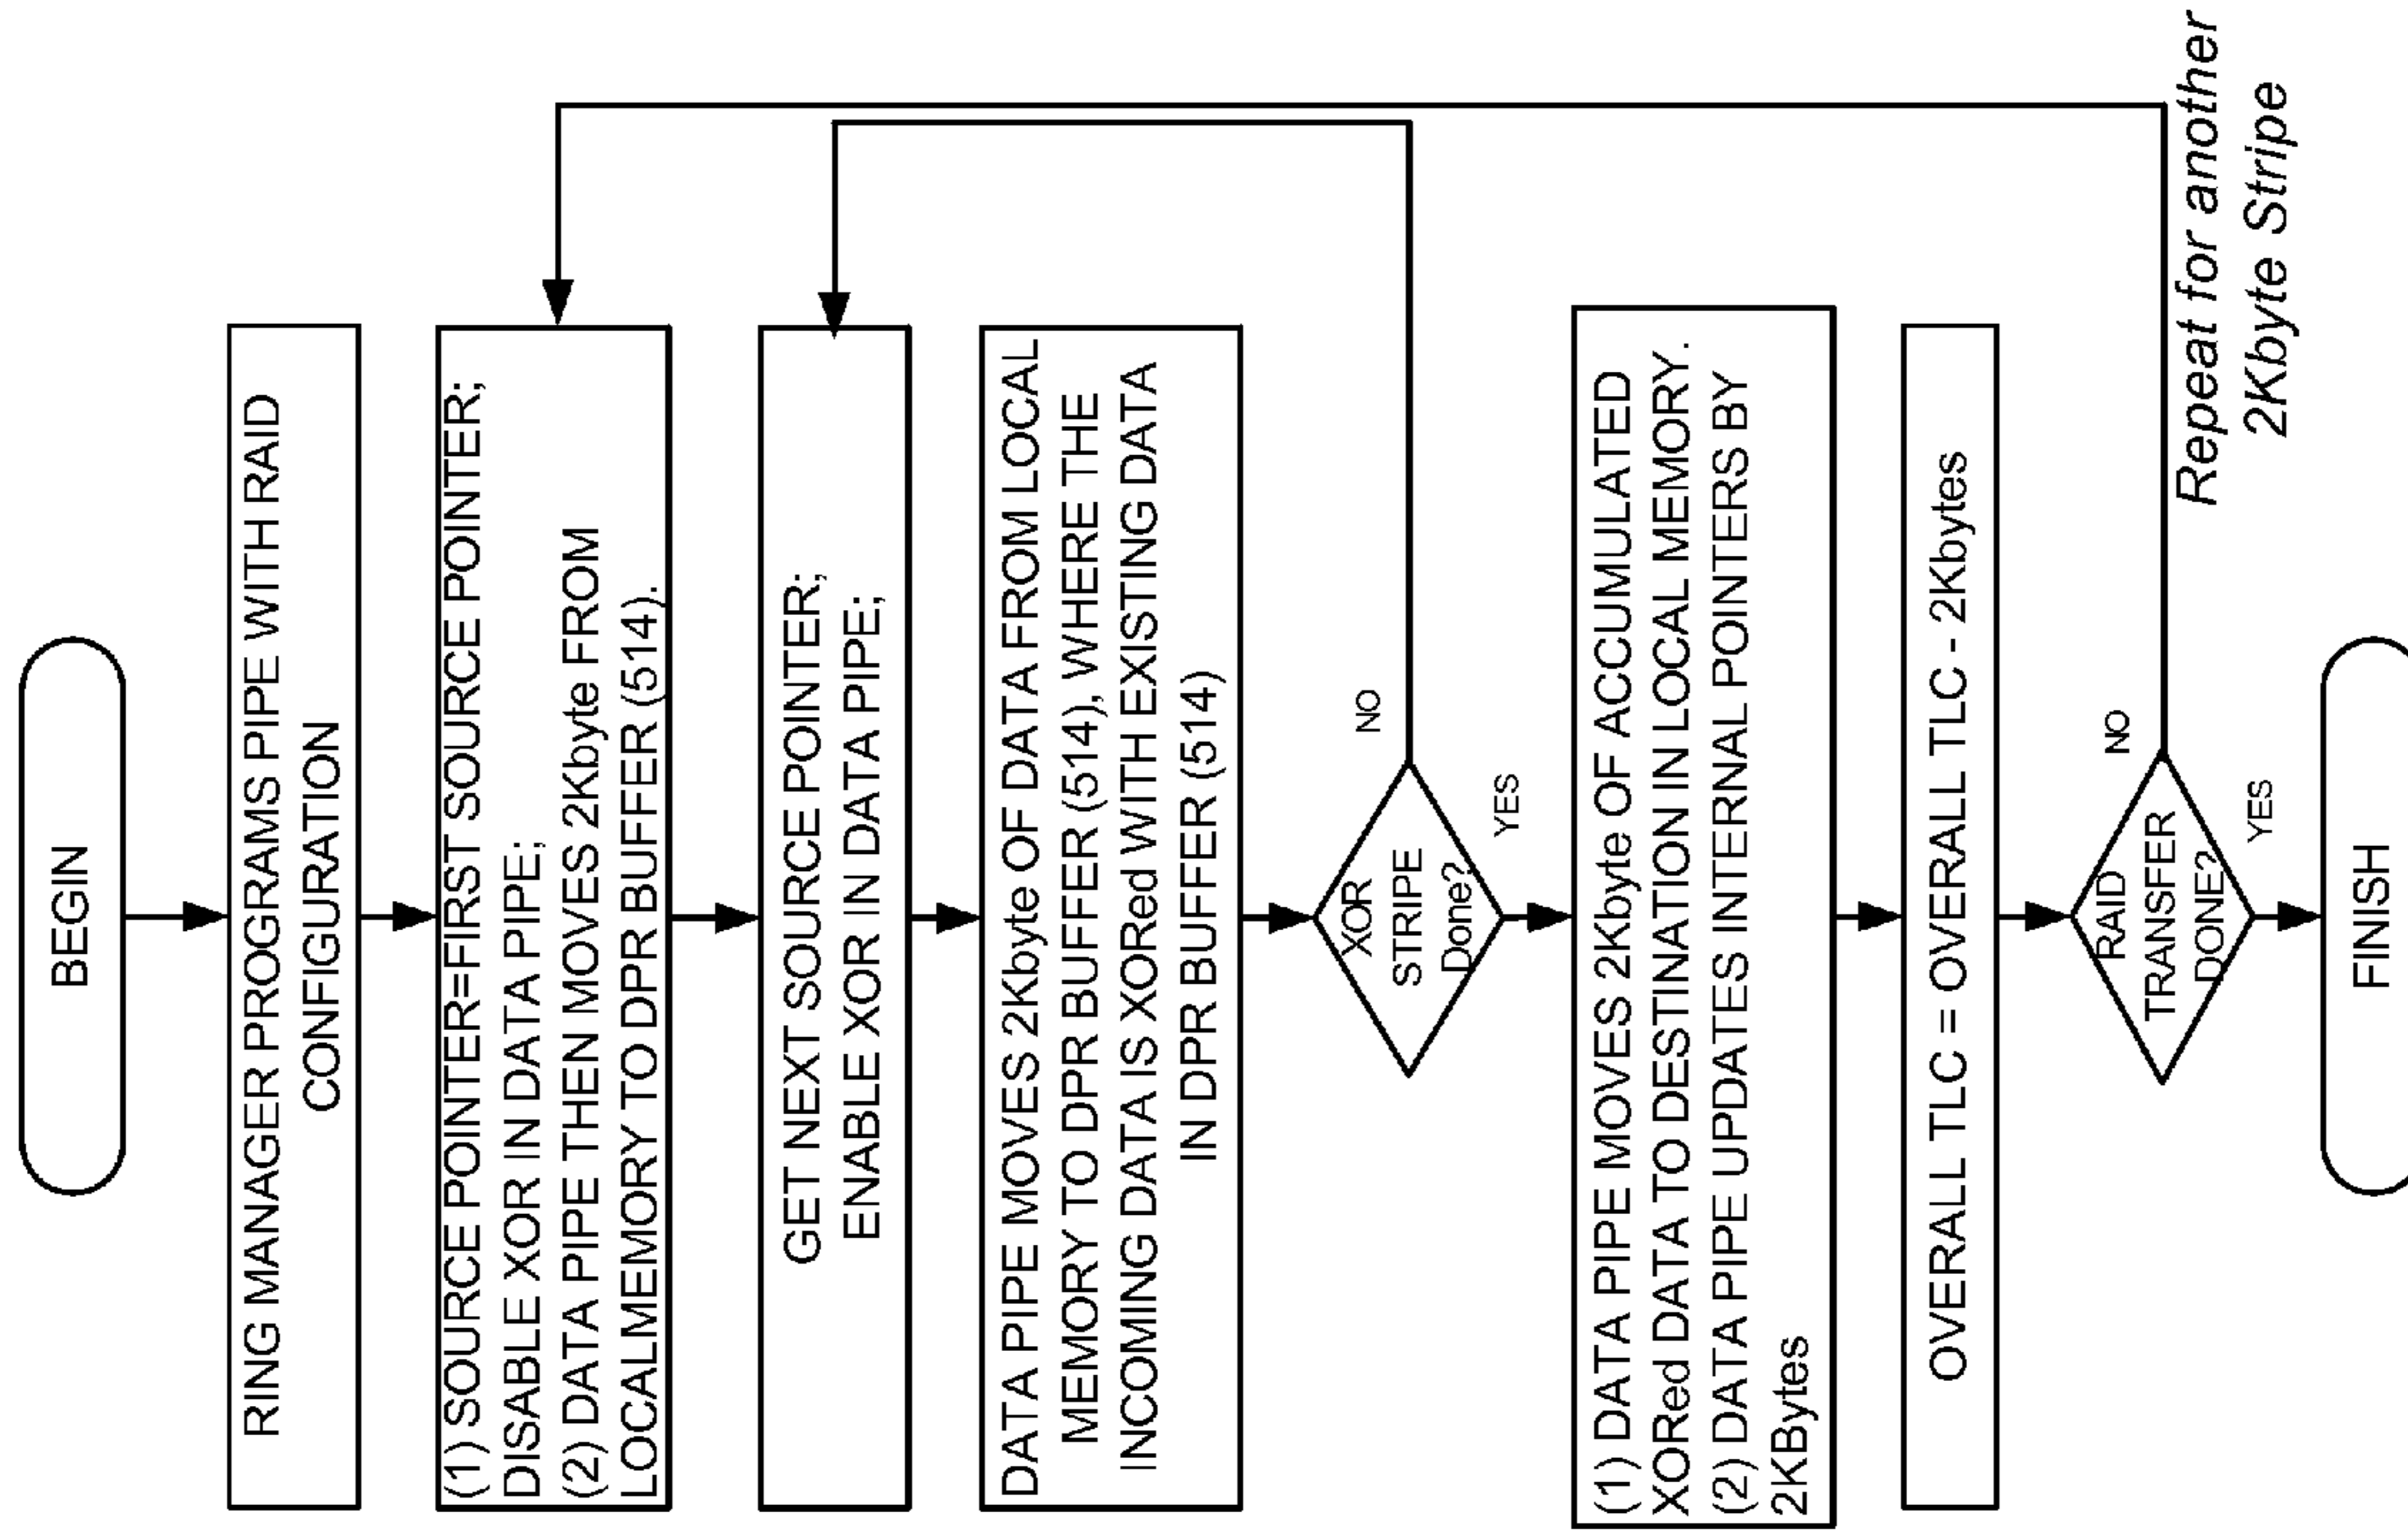 BEGIN
RING MANAGER PROGRAMS PIPE WITH RAID
CONFIGURATION
(1) SOURCE POINTER=FIRST SOURCE POINTER;
DISABLE XOR IN DATA PIPE;
(2) DATA PIPE THEN MOVES 2Kbyte FROM
LOCALMEMORY TO DPR BUFFER (514).
GET NEXT SOURCE POINTER;
ENABLE XOR IN DATA PIPE;
DATA PIPE MOVES 2Kbyte OF DATA FROM LOCAL
MEMORY TO DPR BUFFER (514), WHERE THE
INCOMING DATA IS XORed WITH EXISTING DATA
IN DPR BUFFER (514)
XOR
STRIPE
Done?
NO
YES
(1) DATA PIPE MOVES 2Kbyte OF ACCUMULATED
XORed DATA TO DESTINATION IN LOCAL MEMORY.
(2) DATA PIPE UPDATES INTERNAL POINTERS BY
2KBytes
OVERALL TLC = OVERALL TLC - 2Kbytes
RAID
TRANSFER
DONE?
NO
YES
Repeat for another
2Kbyte Stripe
FINISH